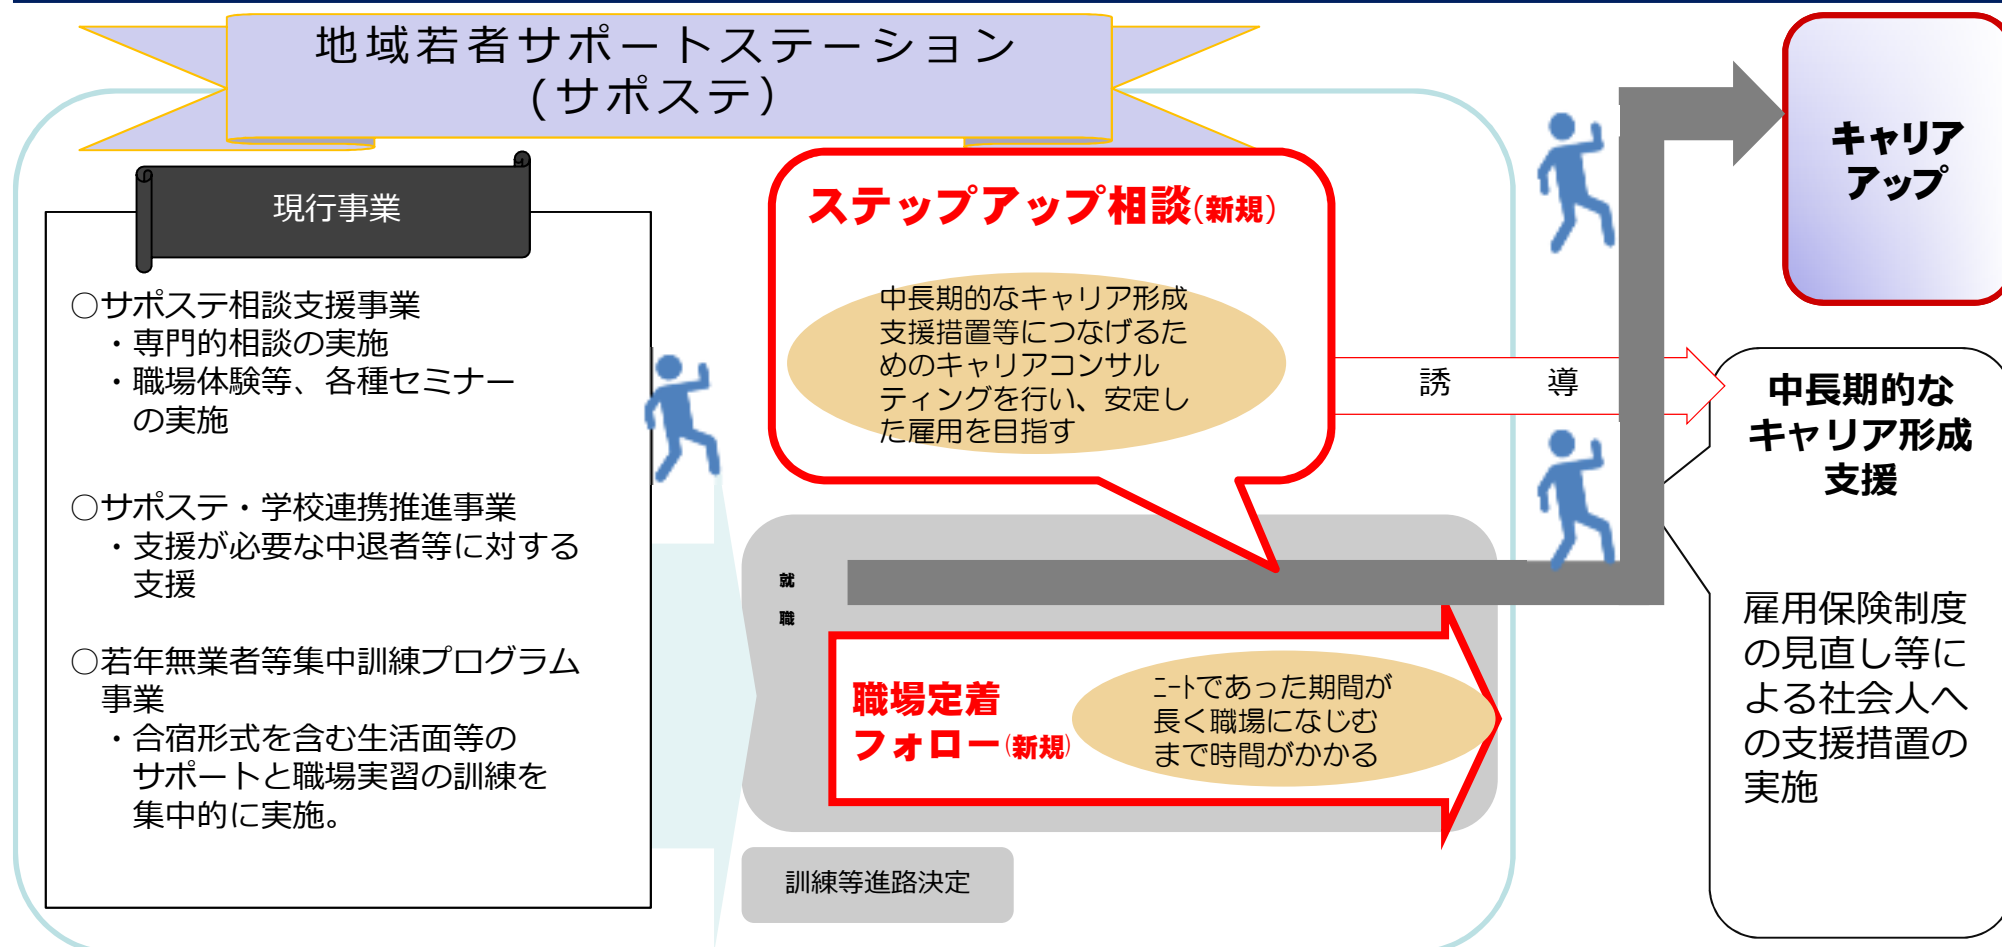 地域若者サポートステーション
(サポステ）
現行事業
○サポステ相談支援事業
・専門的相談の実施
・職場体験等、各種セミナー
の実施
○サポステ・学校連携推進事業
・支援が必要な中退者等に対する
支援
○若年無業者等集中訓練プログラム
事業
・合宿形式を含む生活面等の
サポートと職場実習の訓練を
集中的に実施。
ステップアップ相談(新規)
中長期的なキャリア形成
支援措置等につなげるた
めのキャリアコンサル
ティングを行い、安定し
た雇用を目指す
誘　導
就
職
職場定着
フォロー(新規)
ﾆｰﾄであった期間が
長く職場になじむ
まで時間がかかる
訓練等進路決定
キャリア
アップ
中長期的な
キャリア形成
支援
雇用保険制度
の見直し等に
よる社会人へ
の支援措置の
実施